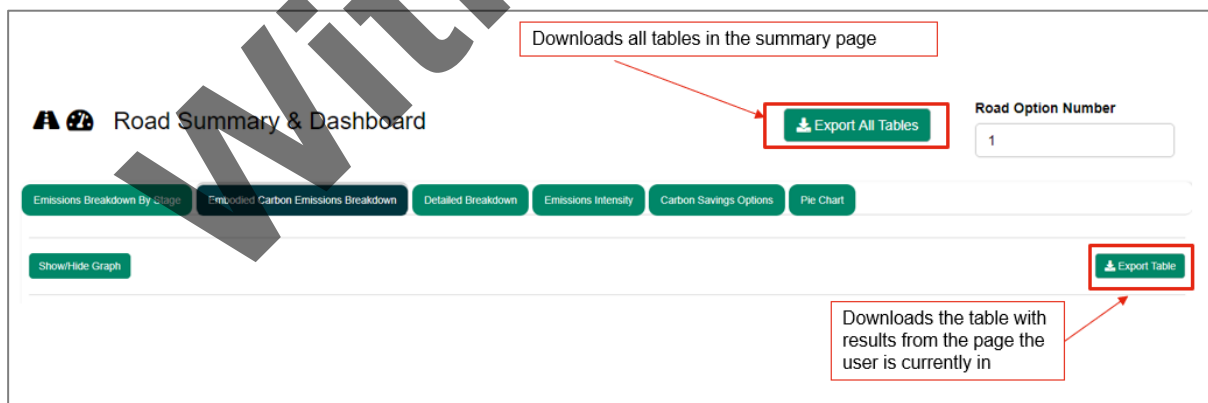 With
Downloads all tables in the summary page
Road Summary & Dashboard
Export All Tables
Road Option Number
1
Emissions Breakdown By Stage
Embodied Carbon Emissions Breakdown
Detailed Breakdown
Emissions Intensity
Carbon Savings Options
Pie Chart
Show/Hide Graph
Export Table
Downloads the table with
results from the page the
user is currently in